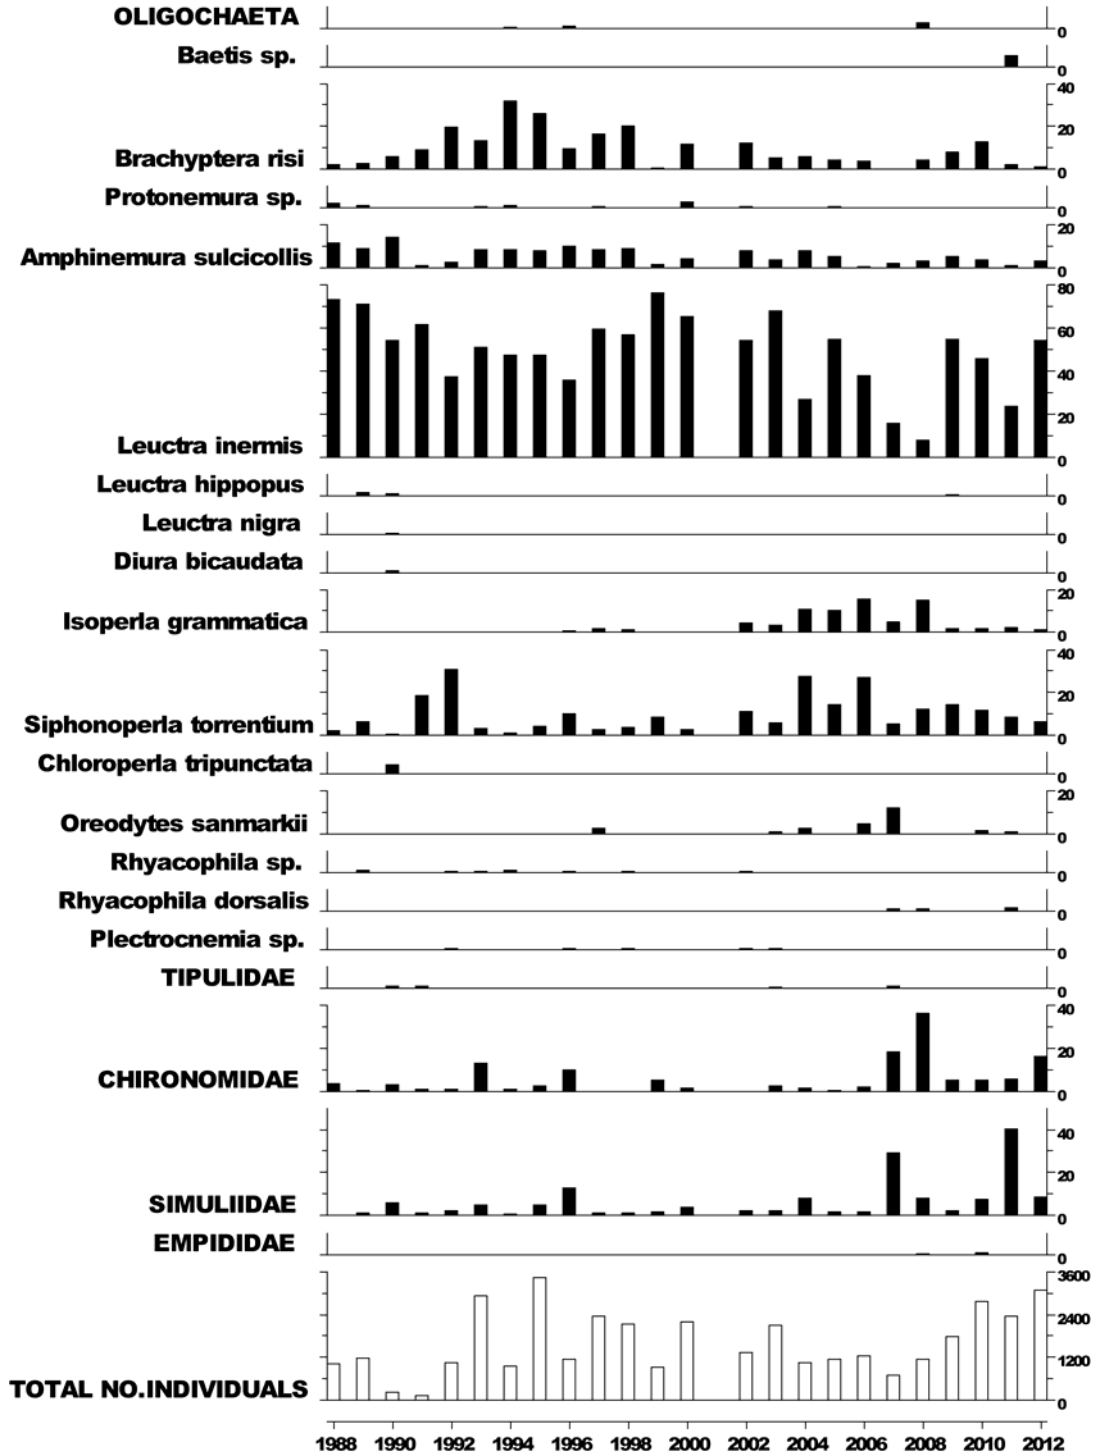 OLIGOCHAETA
0
Baetis sp.
0
40
20
Brachyptera risi
0
Protonemura sp.
0
20
Amphinemura sulcicollis
0
80
60
40
20
Leuctra inermis
0
Leuctra hippopus
0
Leuctra nigra
0
Diura bicaudata
0
20
Isoperla grammatica
0
40
20
Siphonoperla torrentium
0
Chloroperla tripunctata
0
20
Oreodytes sanmarkii
0
Rhyacophila sp.
0
Rhyacophila dorsalis
0
Plectrocnemia sp.
0
TIPULIDAE
0
40
20
CHIRONOMIDAE
0
40
20
SIMULIIDAE
0
EMPIDIDAE
0
3600
2400
1200
TOTAL NO.INDIVIDUALS
0
1988 1990 1992 1994 1996 1998 2000 2002 2004 2006 2008 2010 2012